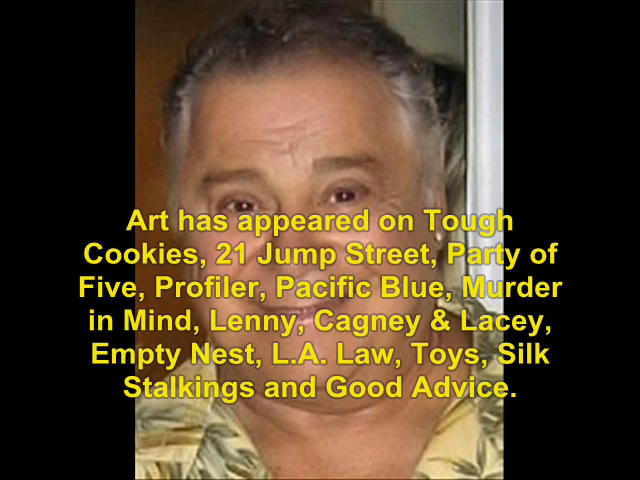 Art has appeared on Tough
Cookies, 21 Jump Street, Party of
Five, Profiler, Pacific Blue, Murder
in Mind, Lenny, Cagney & Lacey,
Empty Nest, L.A. Law, Toys, Silk
Stalkings and Good Advice.